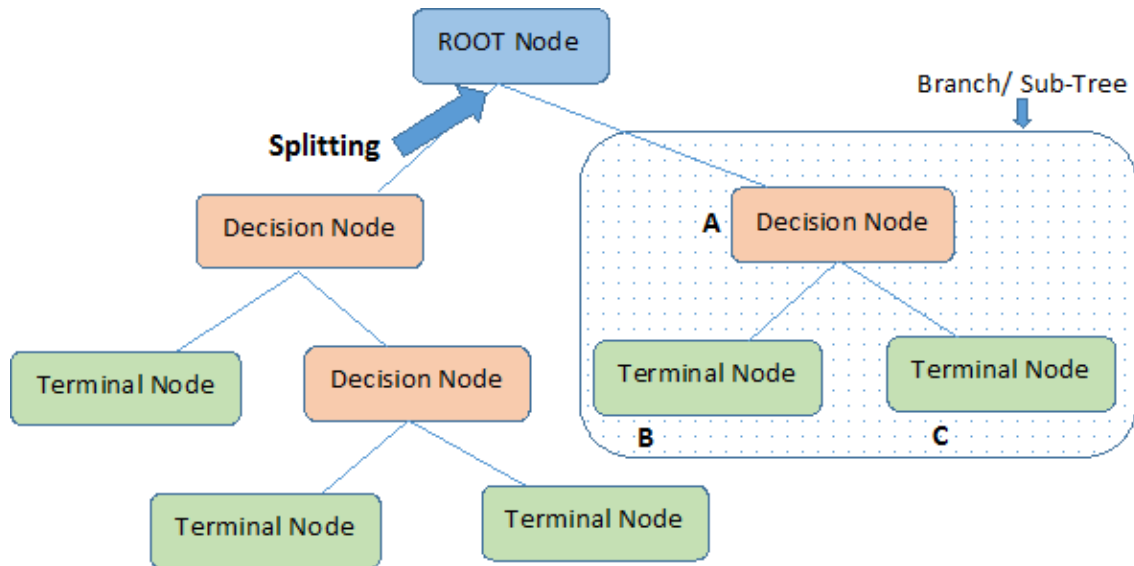 ROOT Node
Branch/ Sub-Tree
Splitting
Decision Node
A
Decision Node
Terminal Node
Decision Node
Terminal Node
Terminal Node
B
C
Terminal Node
Terminal Node